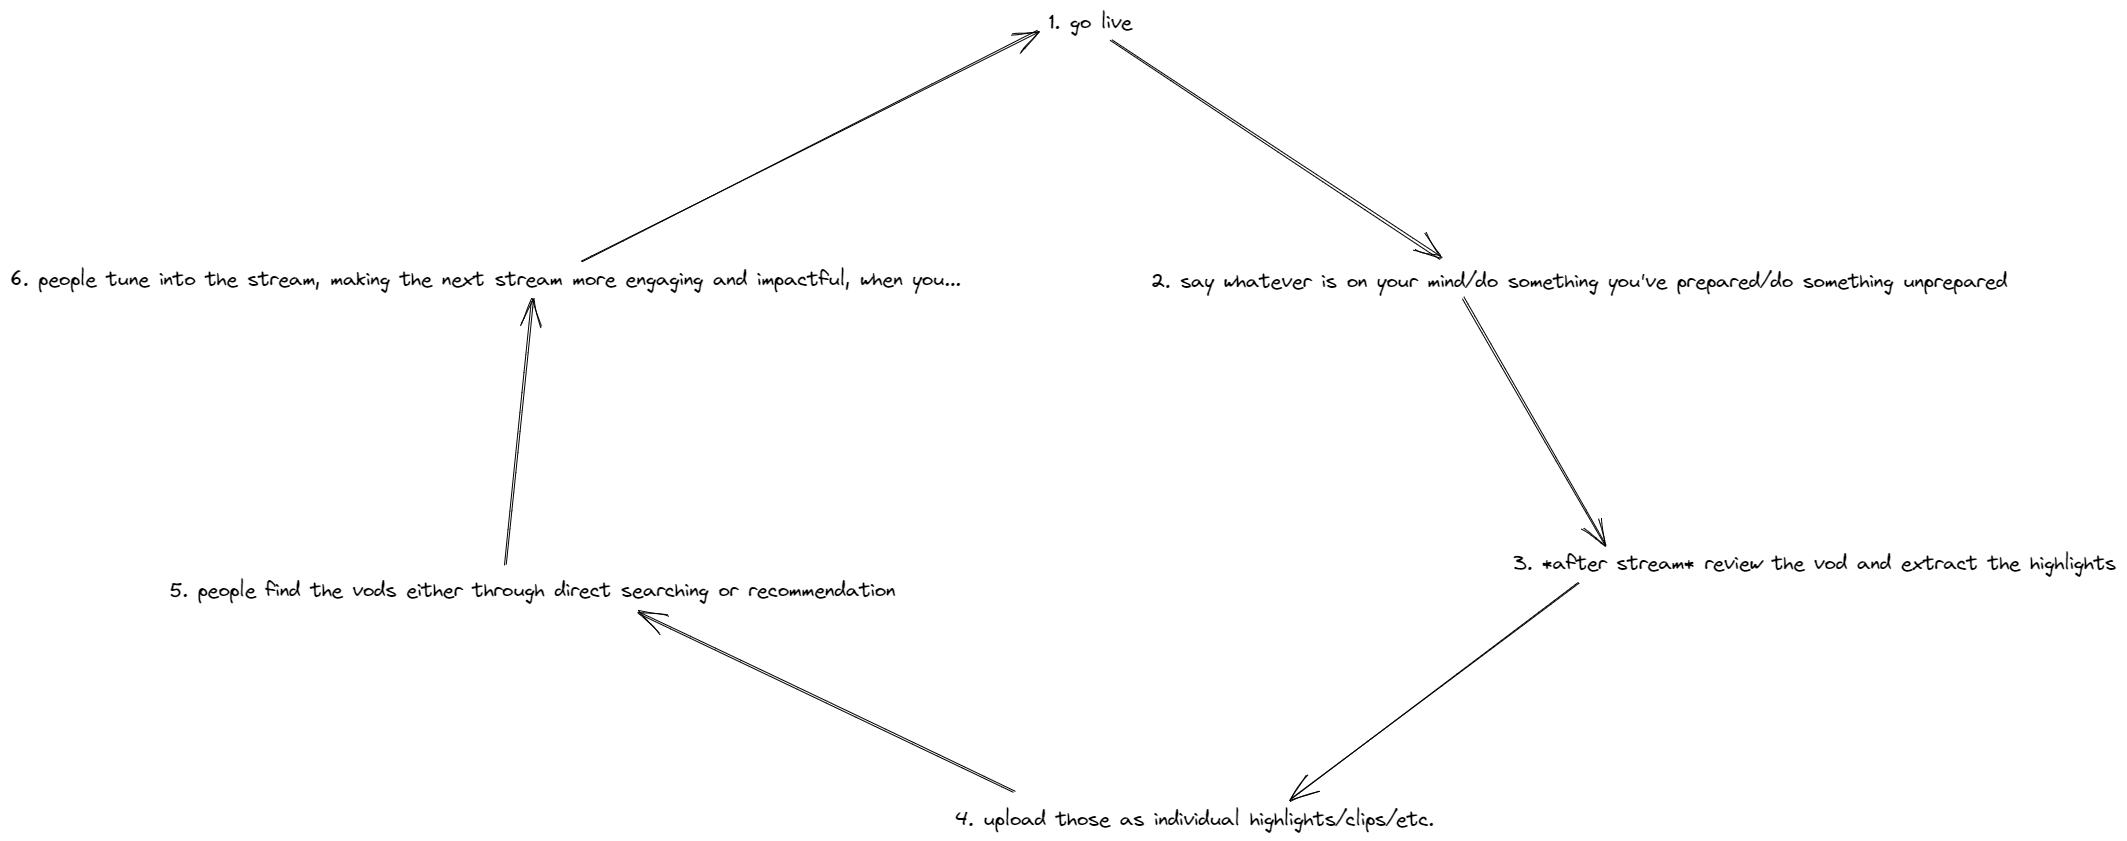 1. go live
2. say whatever is on your mind/do something you've prepared/do something unprepared
3. *after stream* review the vod and extract the highlights
4. upload those as individual highlights/clips/etc.
5. people find the vods either through direct searching or recommendation
6. people tune into the stream, making the next stream more engaging and impactful, when you...